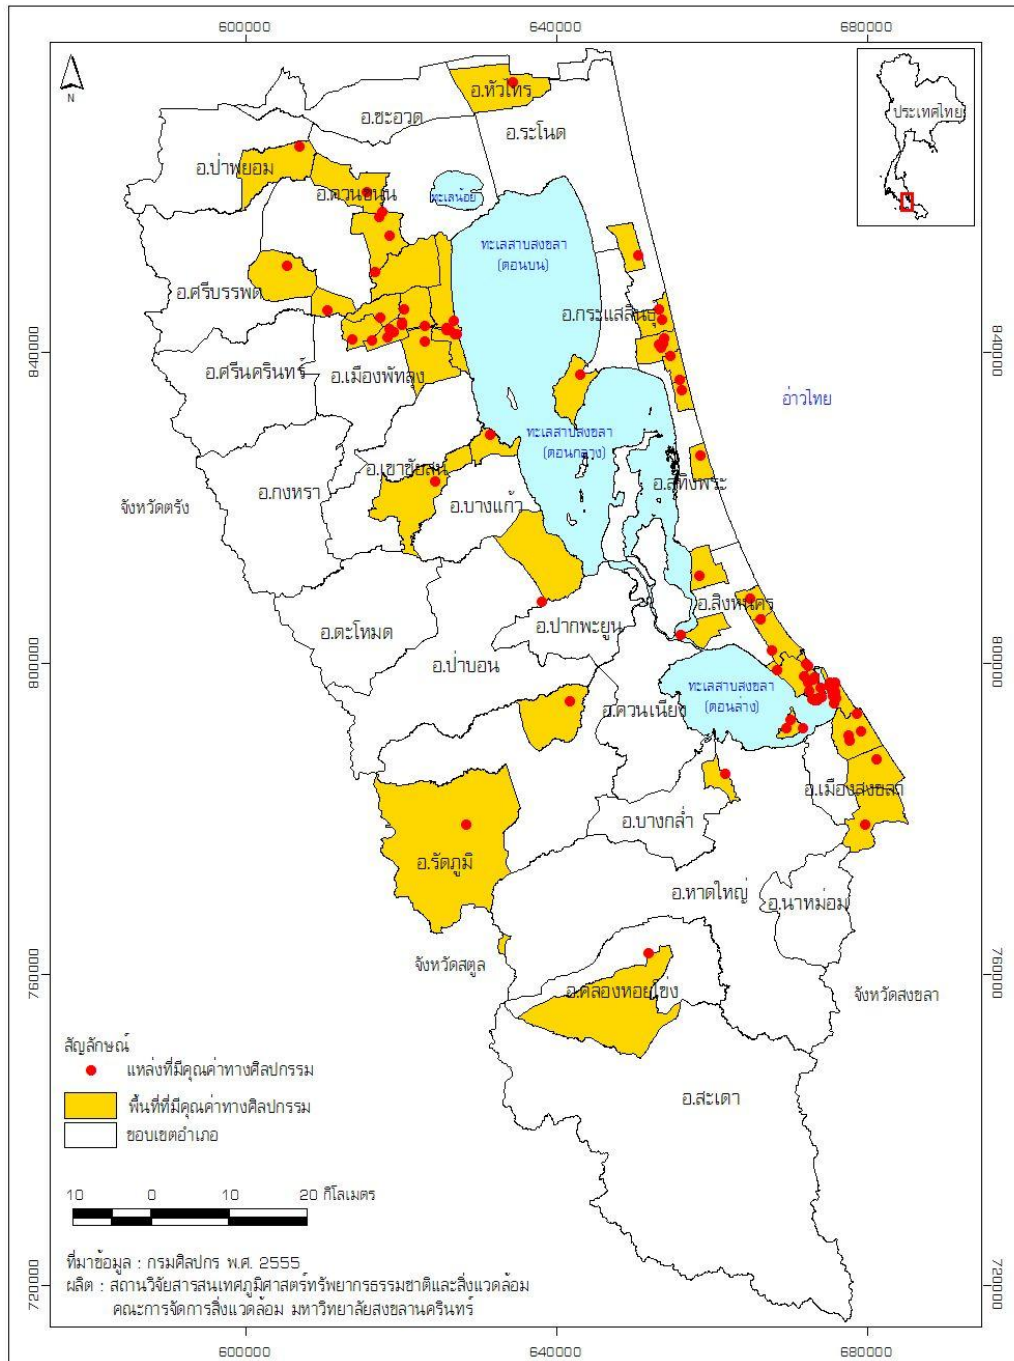 600000
640000
680000
N
อ.หัวไทร
อ.ชะอวด
อ.ระโนด
ประเทศไทย
อ.ป่าพยอม
อ.ควนขนุน
ทะเลน้อย
ทะเลสาบสงขลา
(ตอนบน)
อ.ศรีบรรพต
อ.กระแสสินธุ์
840000
840000
อ.ศรีนครินทร์
อ.เมืองพัทลุง
อ่าวไทย
ทะเลสาบสงขลา
(ตอนกลาง)
อ.เขาชัยสน
อ.สทิงพระ
จังหวัดตรัง
อ.กงหรา
อ.บางแก้ว
อ.สิงหนคร
อ.ตะโหมด
อ.ปากพะยูน
อ.ป่าบอน
800000
800000
ทะเลสาบสงขลา
(ตอนล่าง)
อ.ควนเนียง
อ.เมืองสงขลา
อ.บางกล่ำ
อ.รัตภูมิ
อ.หาดใหญ่
อ.นาหม่อม
จังหวัดสตูล
760000
760000
อ.คลองหอยโข่ง
จังหวัดสงขลา
สัญลักษณ์
แหล่งที่มีคุณค่าทางศิลปกรรม
พื้นที่ที่มีคุณค่าทางศิลปกรรม
ขอบเขตอำเภอ
อ.สะเดา
10 0 10 20 กิโลเมตร
ที่มาข้อมูล : กรมศิลปกร พ.ศ. 2555
ผลิต : สถานวิจัยสารสนเทศภูมิศาสตร์ทรัพยากรธรรมชาติและสิ่งแวดล้อม
คณะการจัดการสิ่งแวดล้อม มหาวิทยาลัยสงขลานครินทร์
720000
720000
600000
640000
680000